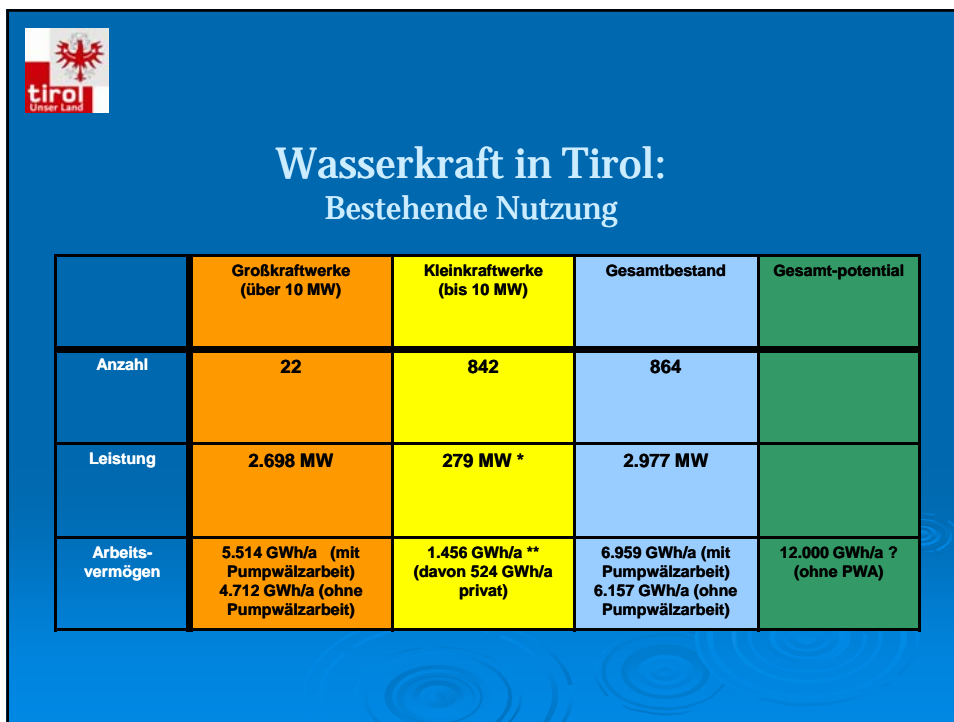 tirol
Unser Land
Wasserkraft in Tirol:
Bestehende Nutzung
Großkraftwerke
(über 10 MW)
Kleinkraftwerke
(bis 10 MW)
Gesamtbestand
Gesamt-potential
Anzahl
22
842
864
Leistung
2.698 MW
279 MW *
2.977 MW
Arbeits-
vermögen
5.514 GWh/a (mit
Pumpwälzarbeit)
4.712 GWh/a (ohne
Pumpwälzarbeit)
1.456 GWh/a **
(davon 524 GWh/a
privat)
6.959 GWh/a (mit
Pumpwälzarbeit)
6.157 GWh/a (ohne
Pumpwälzarbeit)
12.000 GWh/a ?
(ohne PWA)